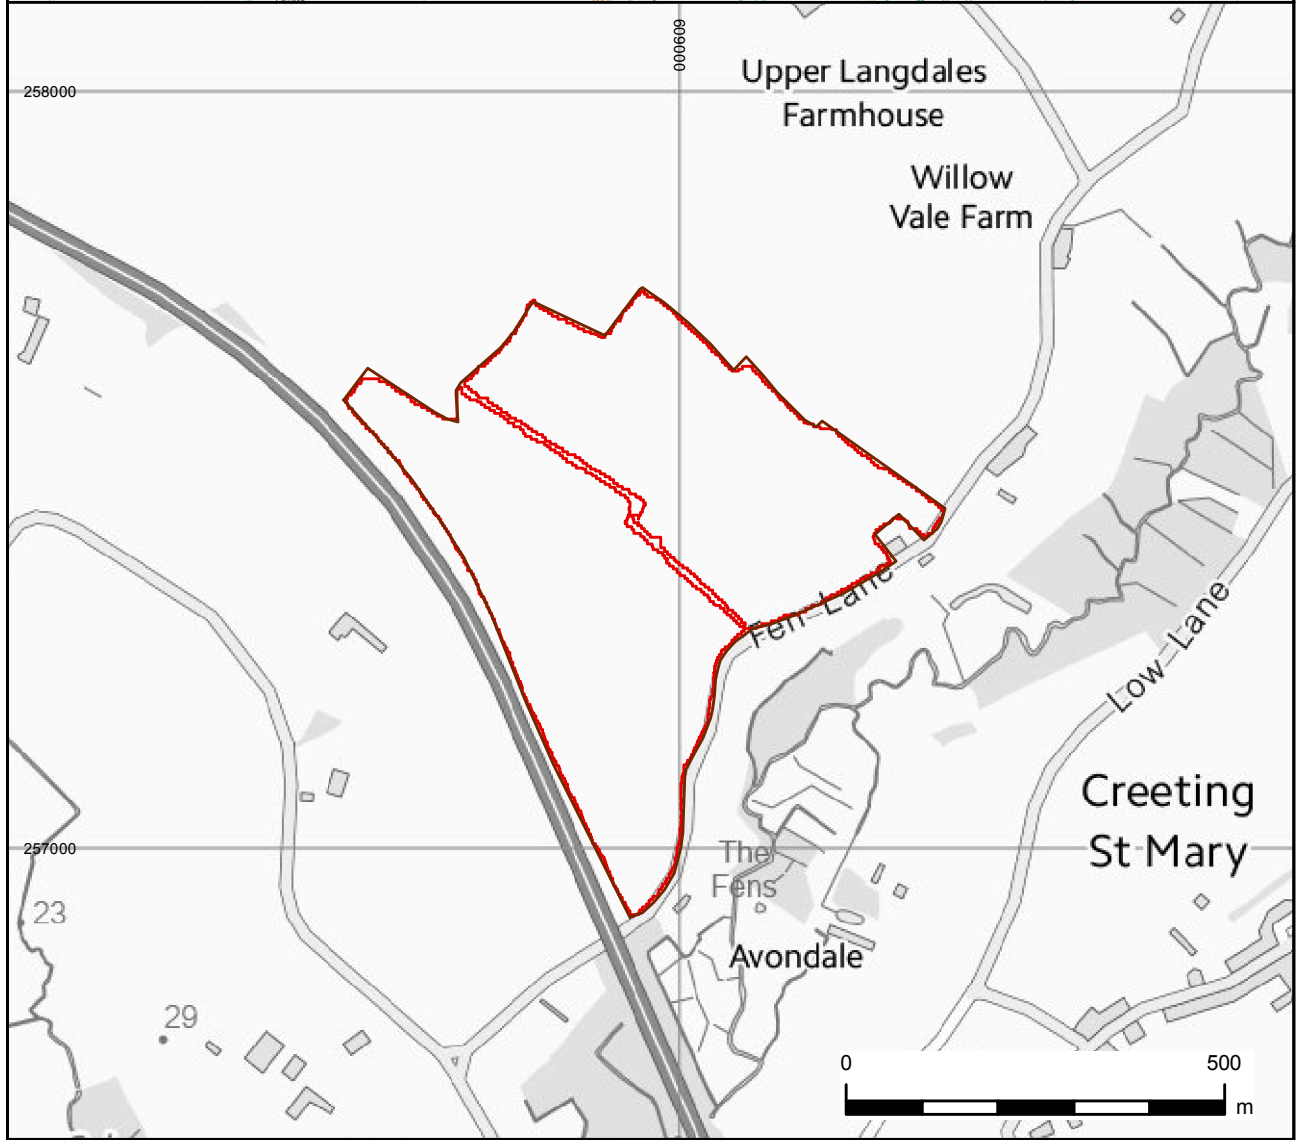 609000
Upper Langdales
Farmhouse
258000
Willow
Vale Farm
Fen Lane
Low Lane
Creeting
St Mary
257000
The
Fens
23
Avondale
29
0 500
m